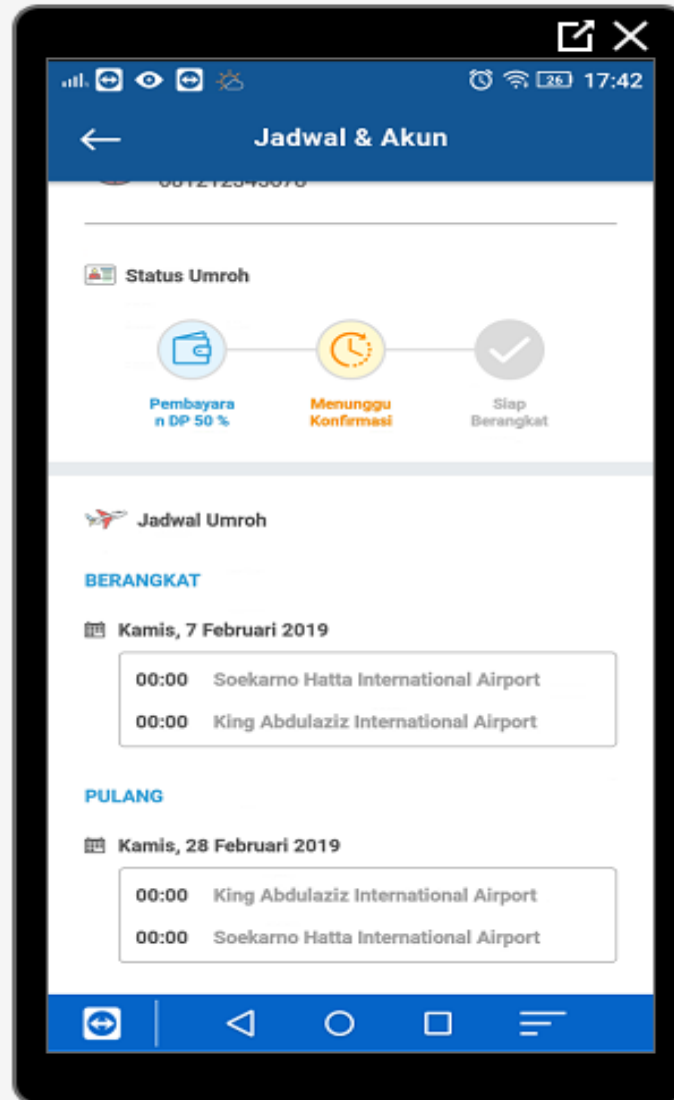 26 17:42
Jadwal & Akun
Status Umroh
Pembayara
n DP 50 %
Menunggu
Konfirmasi
Siap
Berangkat
Jadwal Umroh
BERANGKAT
Kamis, 7 Februari 2019
00:00 Soekarno Hatta International Airport
00:00 King Abdulaziz International Airport
PULANG
Kamis, 28 Februari 2019
00:00 King Abdulaziz International Airport
00:00 Soekarno Hatta International Airport